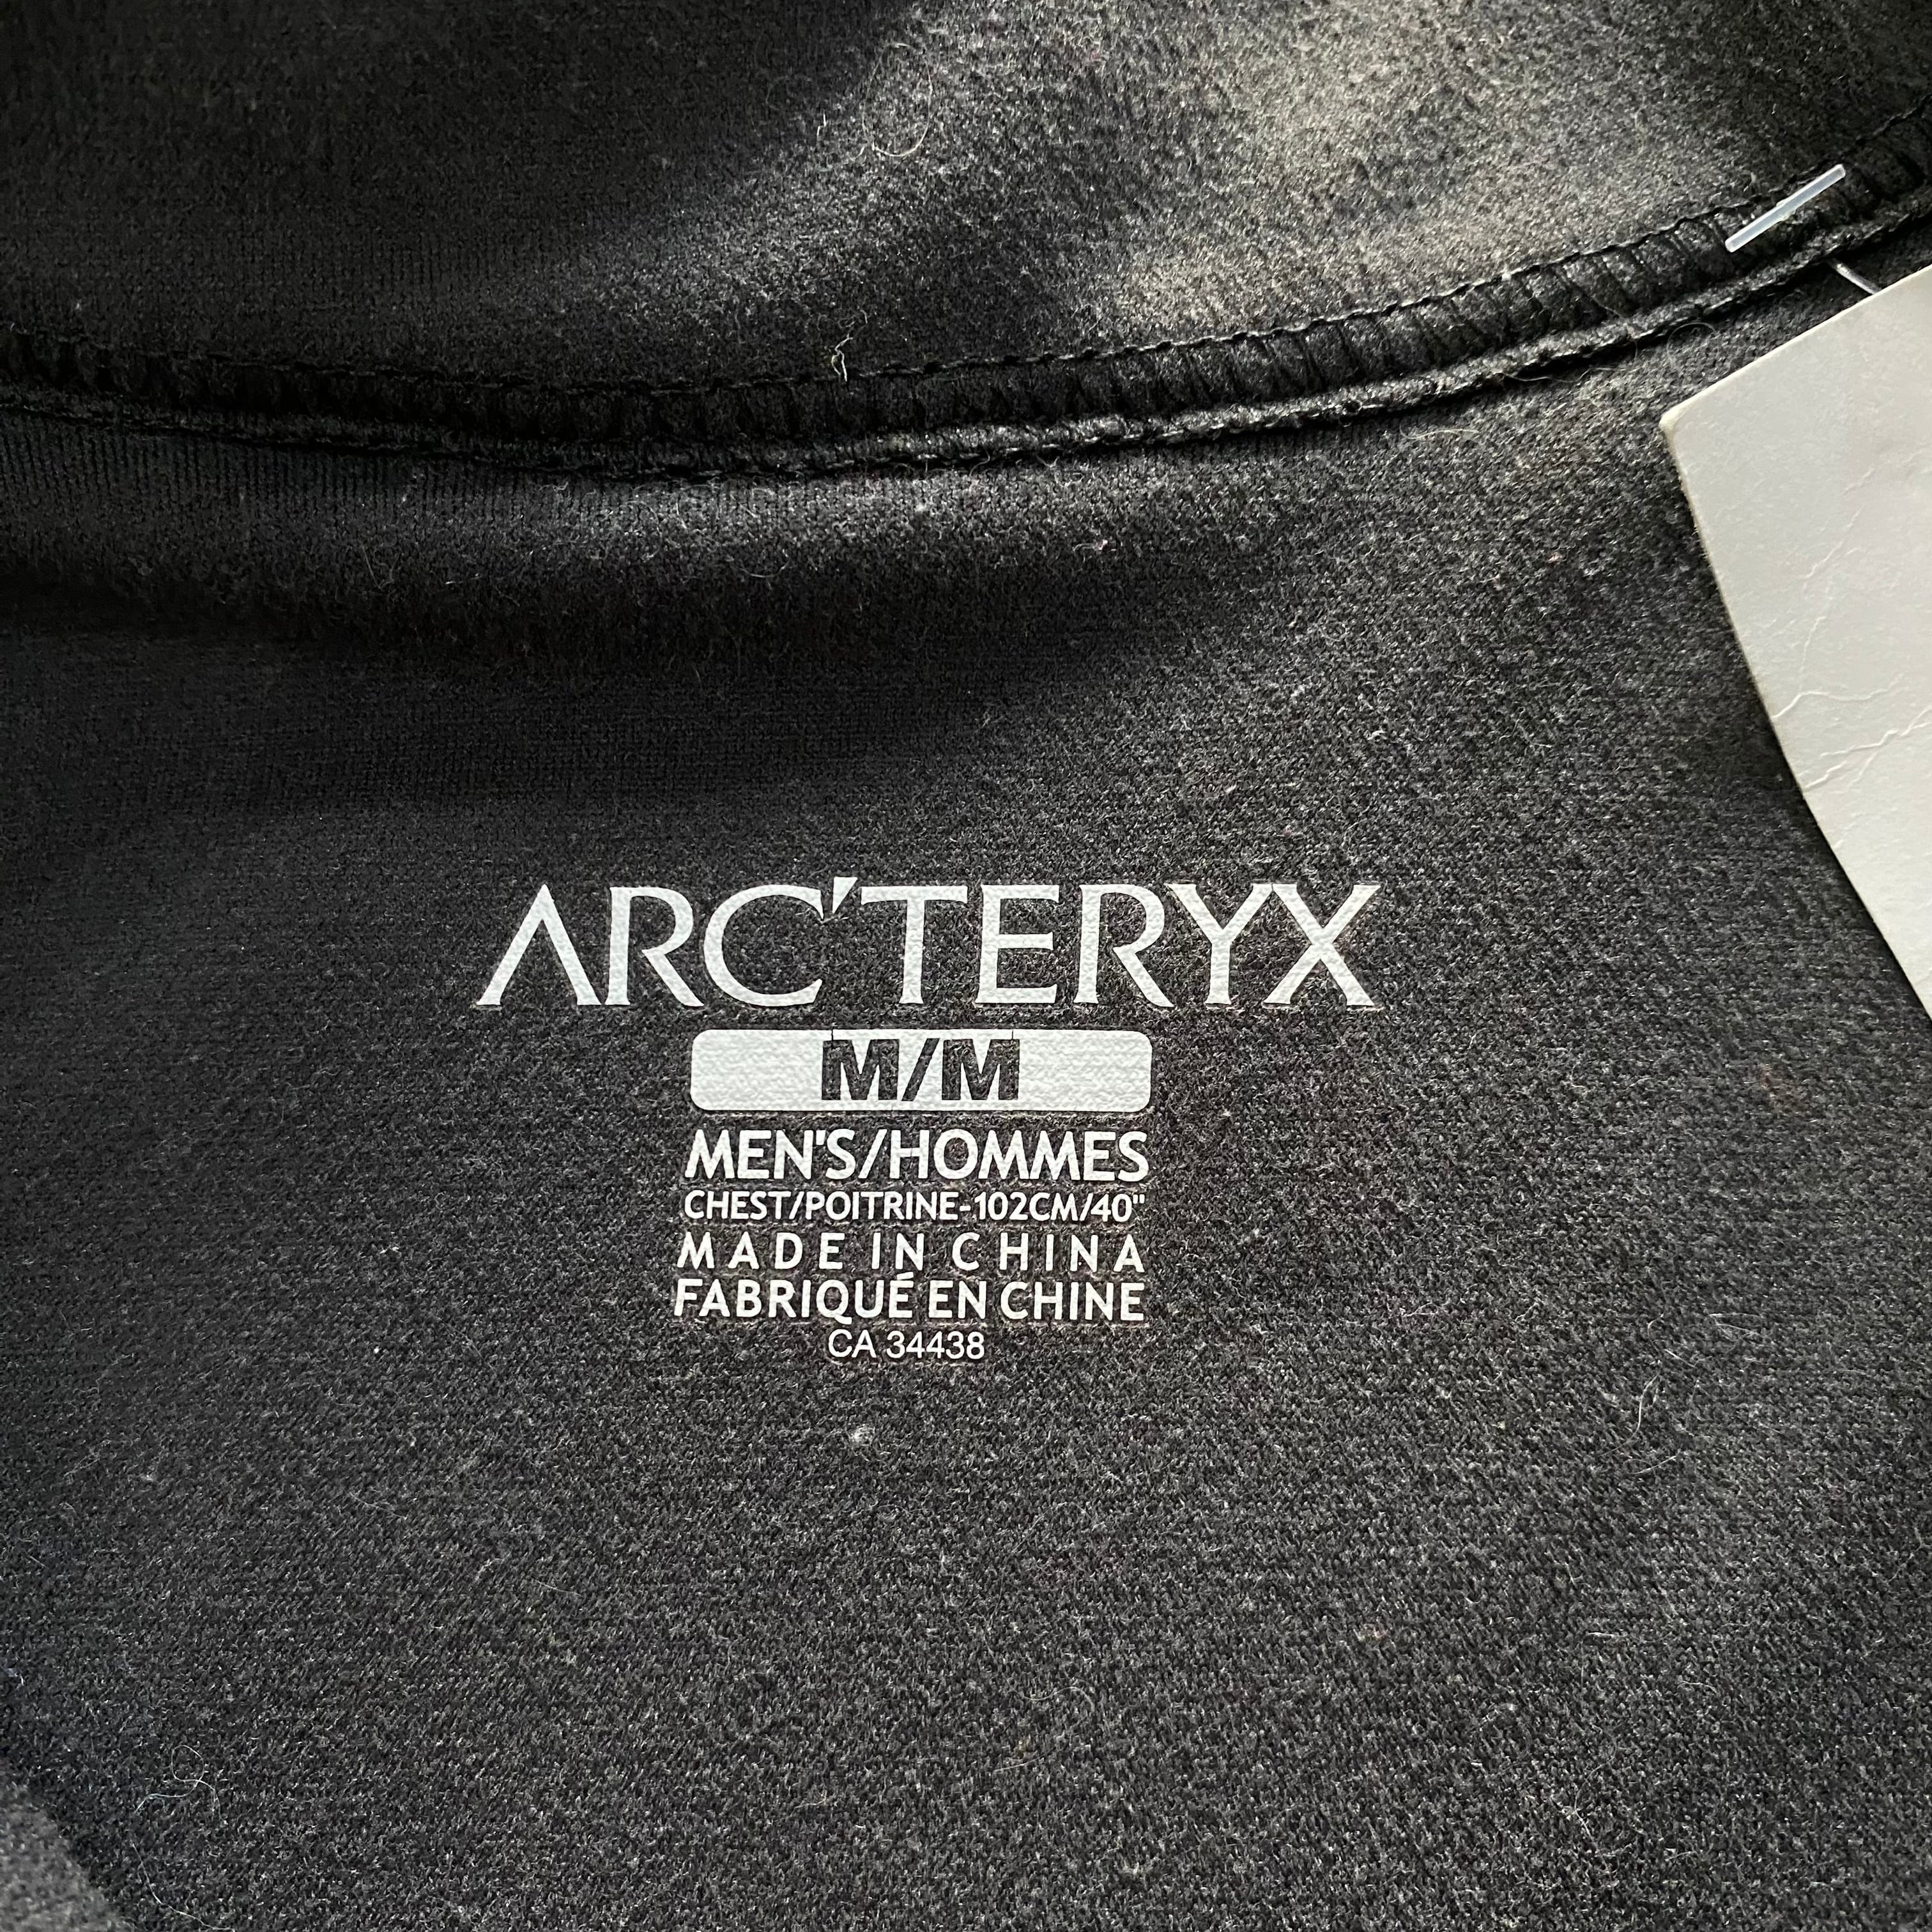 ARC'TERYX
M/M
MEN'S/HOMMES
CHEST/POITRINE-102CM/40"
MADE IN CHINA
FABRIQUÉ EN CHINE
CA 34438